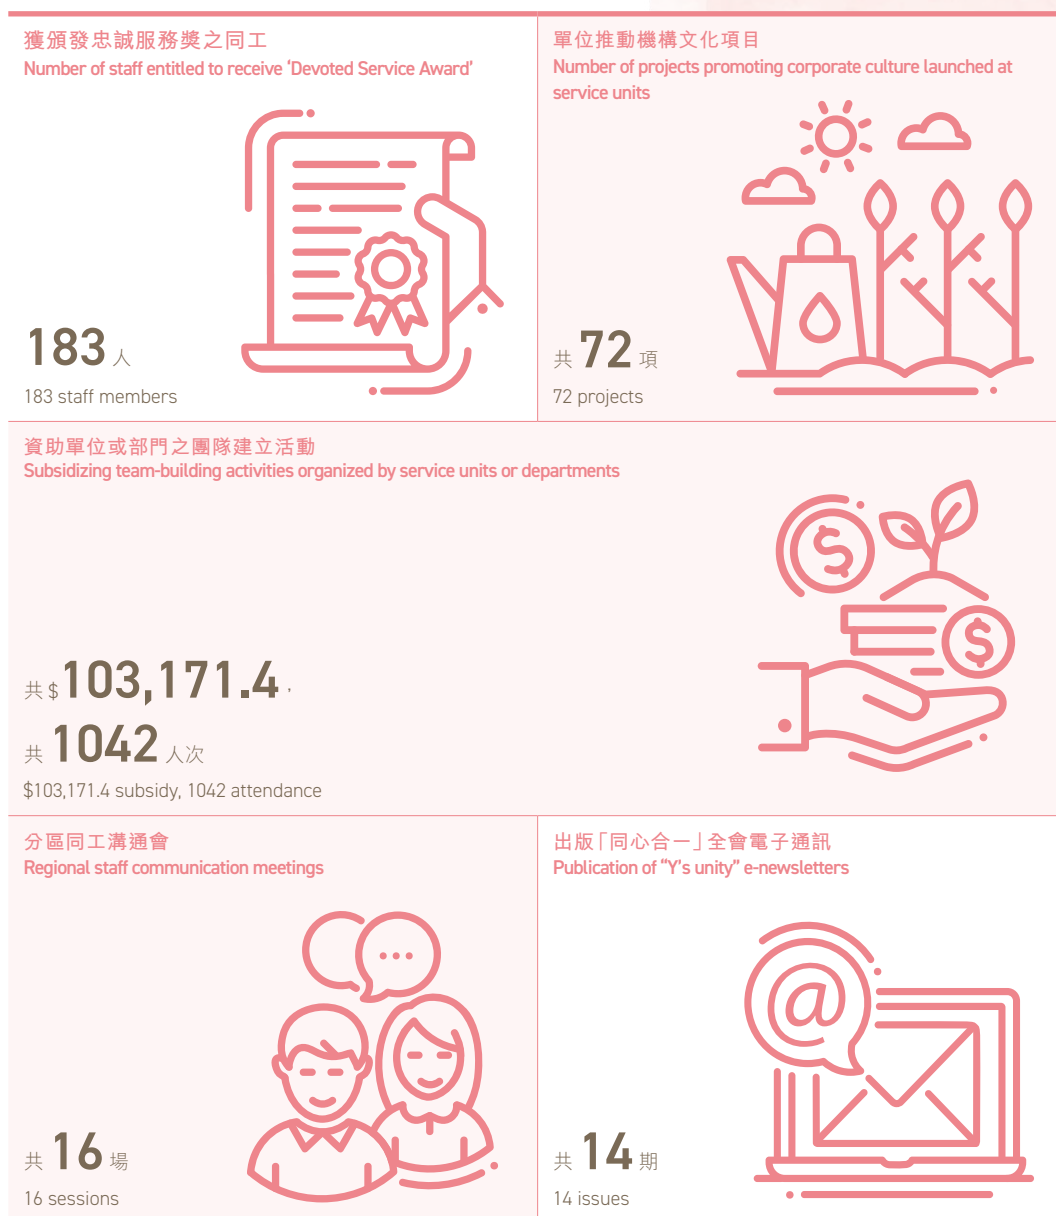 獲頒發忠誠服務獎之同工
Number of staff entitled to receive ‘Devoted Service Award’
183 人
183 staff members
單位推動機構文化項目
Number of projects promoting corporate culture launched at
service units
共 72 項
72 projects
資助單位或部門之團隊建立活動
Subsidizing team-building activities organized by service units or departments
$
$
共 $ 103,171.4，
共 1042 人次
$103,171.4 subsidy, 1042 attendance
分區同工溝通會
Regional staff communication meetings
共 16 場
16 sessions
出版「同心合一」全會電子通訊
Publication of “Y’s unity” e-newsletters
@
共 14 期
14 issues